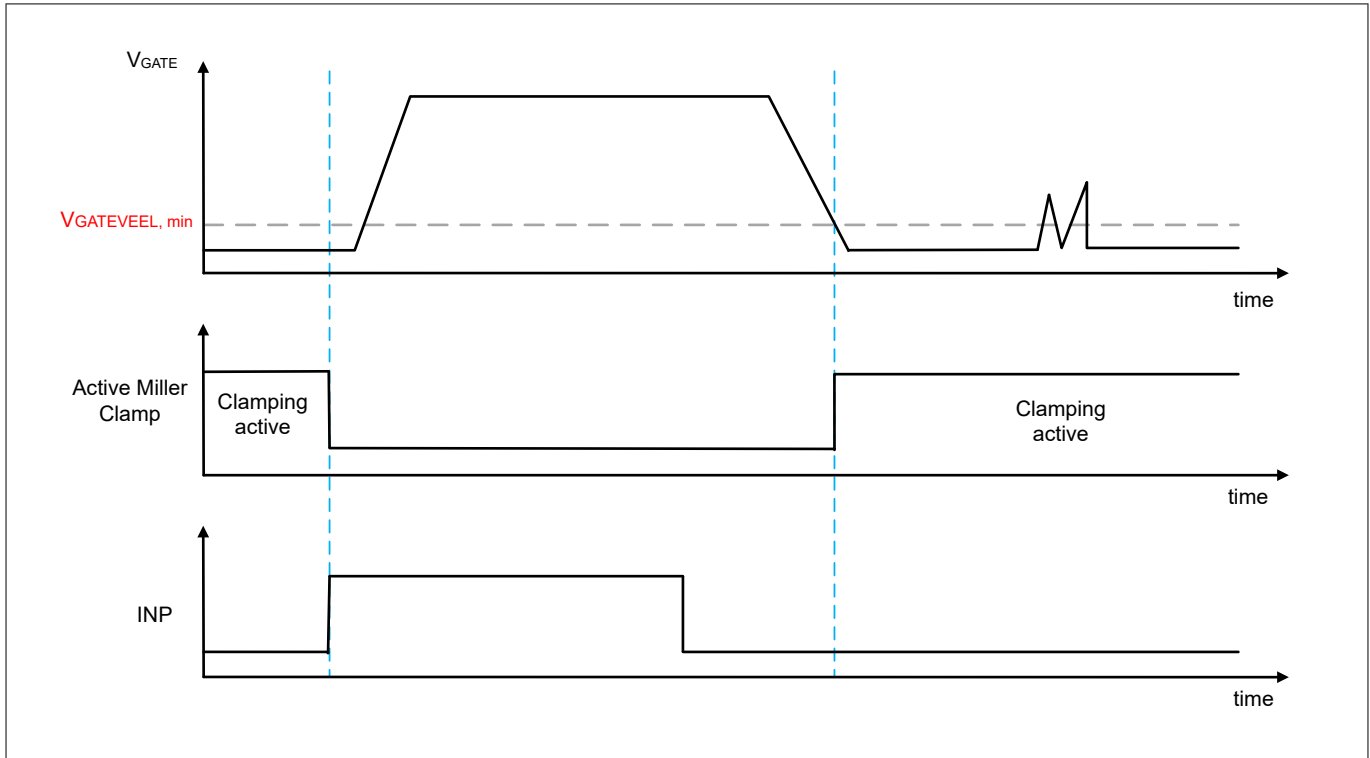 VGATE
VGATEVEEL, min
time
Active Miller
Clamp
Clamping
active
Clamping
active
time
INP
time